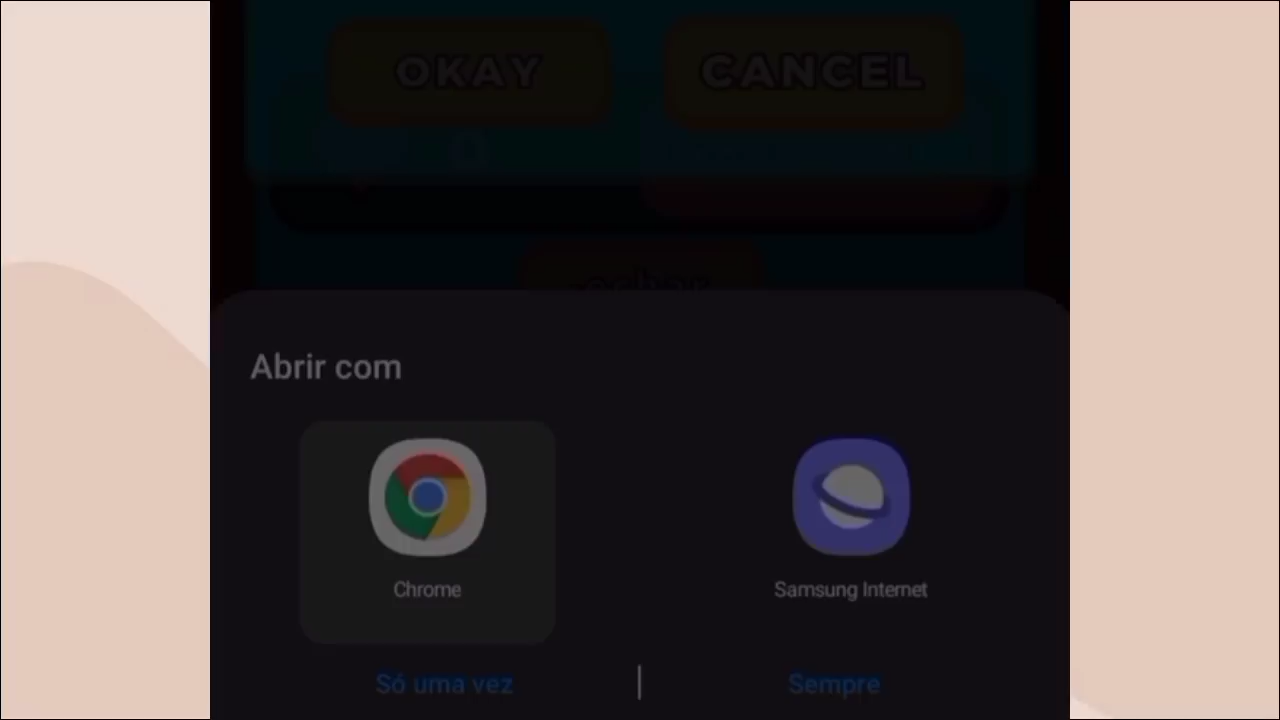 OKAY CANCEL
Abrir com
Chrome Samsung Internet
Só uma vez | Sempre